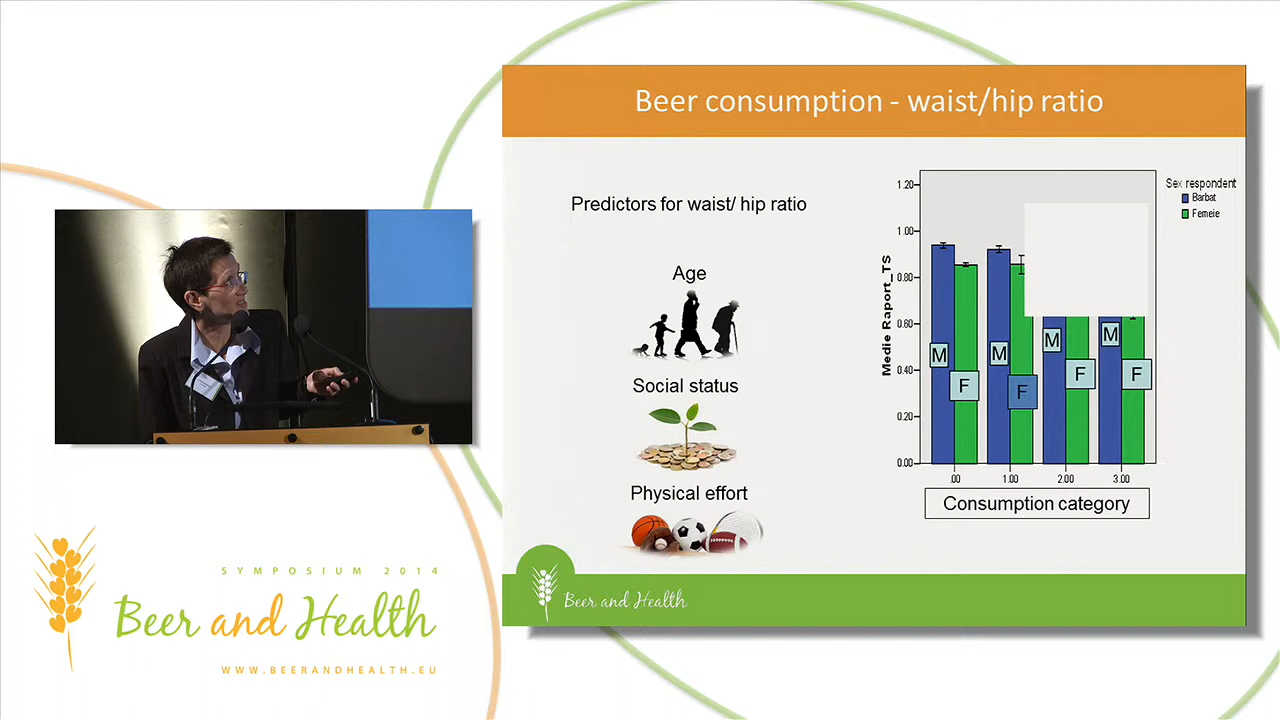 Beer consumption - waist/hip ratio
Predictors for waist/ hip ratio
Age
Social status
Physical effort
Medie Raport_TS
1.20
1.00
0.80
0.60
0.40
0.20
0.00
M
F
M
F
M
F
M
F
.00
1.00
2.00
3.00
Consumption category
Sex respondent
Barbat
Femeie
Beer and Health
SYMPOSIUM 2014
Beer and Health
WWW.BEERANDHEALTH.EU